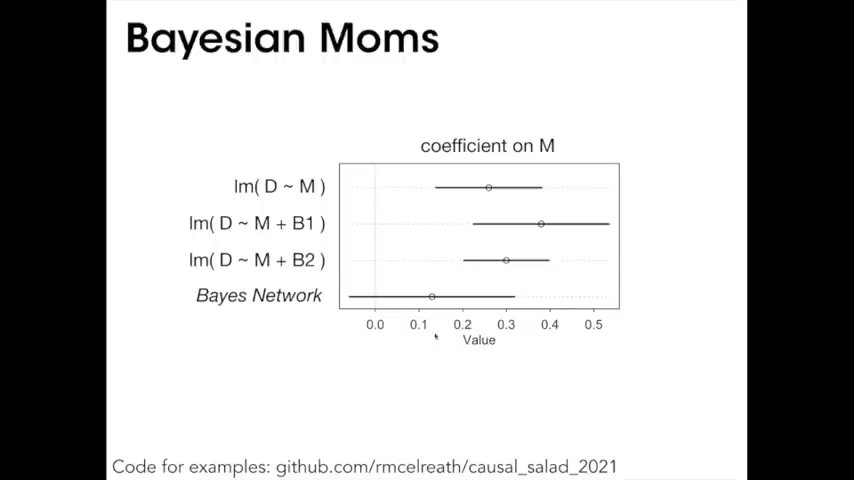 Bayesian Moms
coefficient on M
lm( D ~ M )
lm( D ~ M + B1 )
lm( D ~ M + B2 )
Bayes Network
0.0 0.1 0.2 0.3 0.4 0.5
Value
Code for examples: github.com/rmcelreath/causal_salad_2021